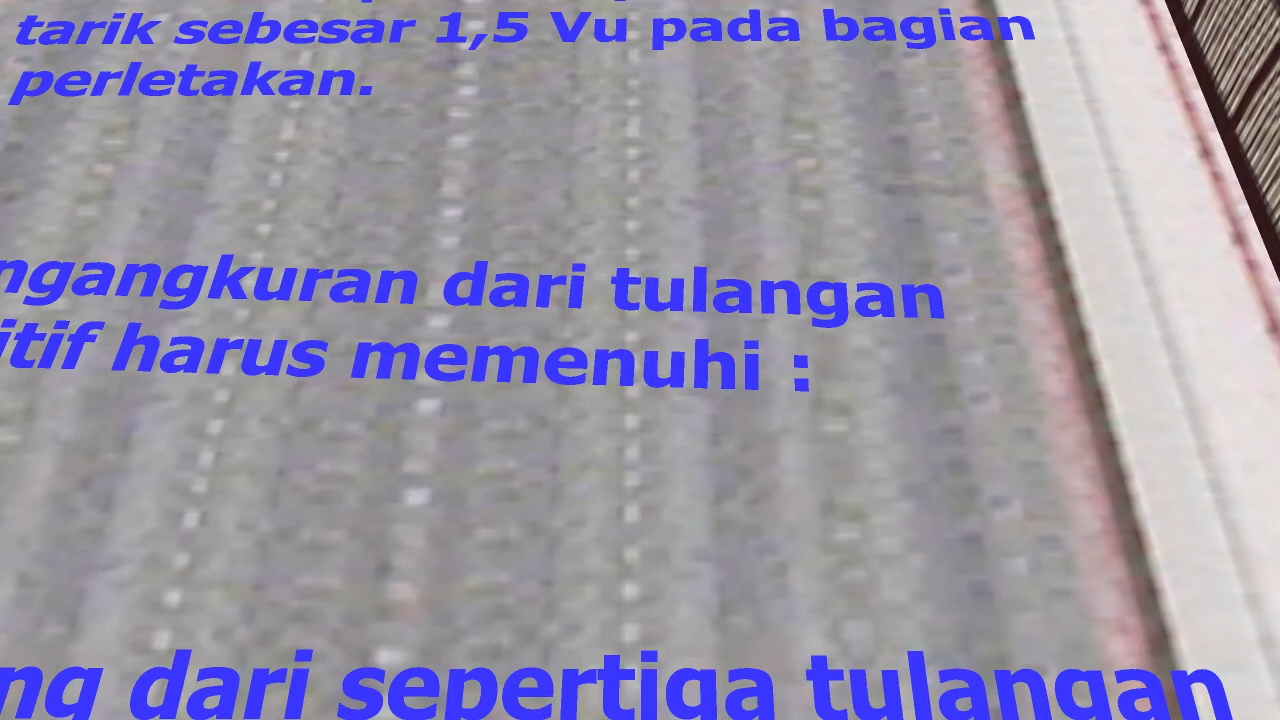 tarik sebesar 1,5 Vu pada bagian
perletakan.
ngangkuran dari tulangan
itif harus memenuhi :
ng dari sepertiga tulangan